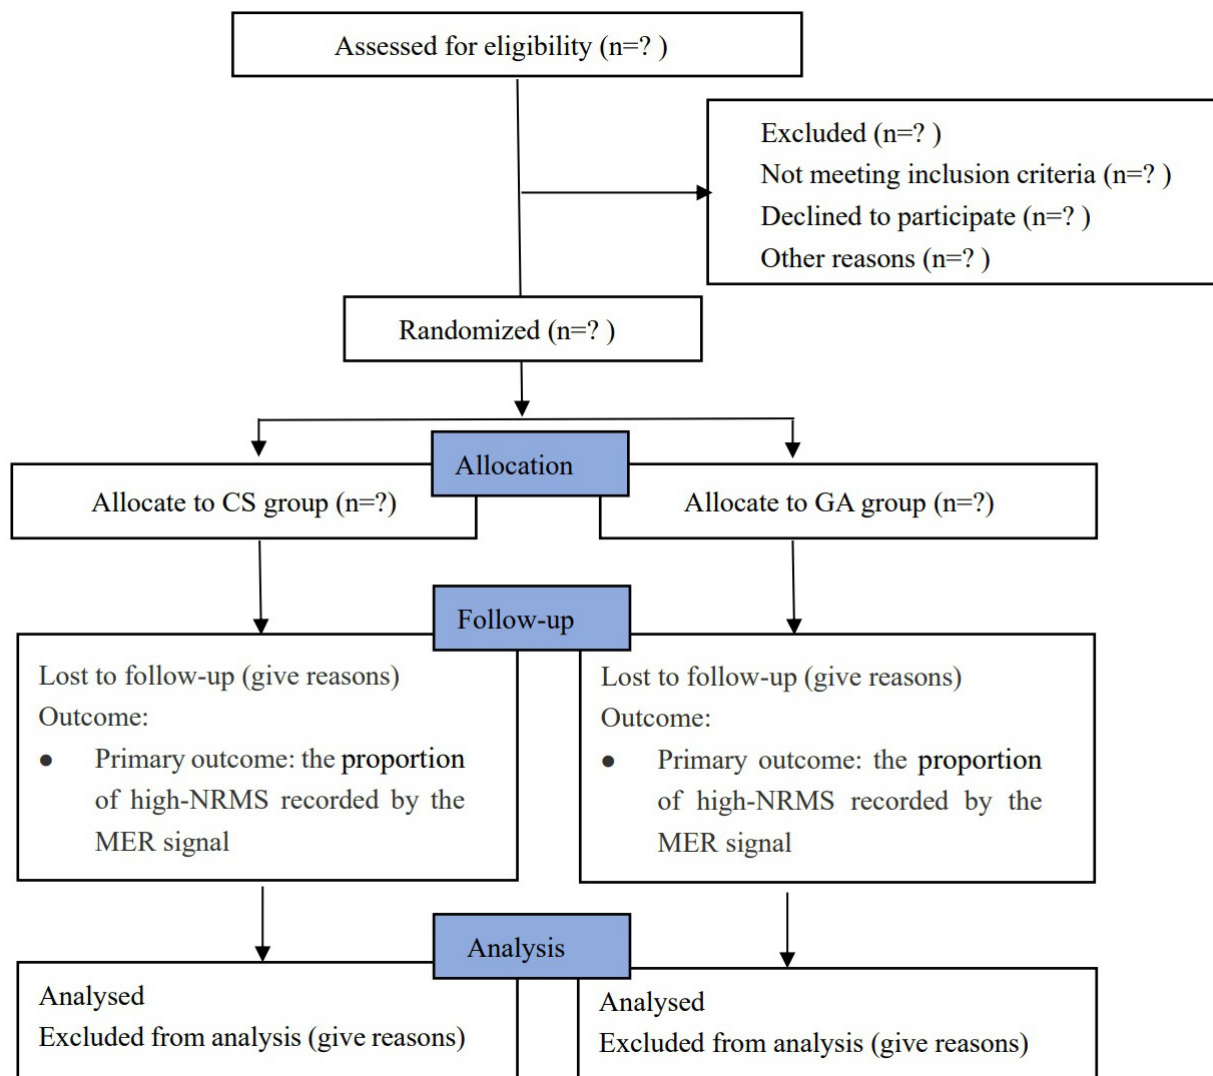 Assessed for eligibility (n=? )
Excluded (n=? )
Not meeting inclusion criteria (n=? )
Declined to participate (n=? )
Other reasons (n=? )
Randomized (n=? )
Allocation
Allocate to CS group (n=?)
Allocate to GA group (n=?)
Follow-up
Lost to follow-up (give reasons)
Outcome:
● Primary outcome: the proportion
of high-NRMS recorded by the
MER signal
Lost to follow-up (give reasons)
Outcome:
● Primary outcome: the proportion
of high-NRMS recorded by the
MER signal
Analysis
Analysed
Excluded from analysis (give reasons)
Analysed
Excluded from analysis (give reasons)